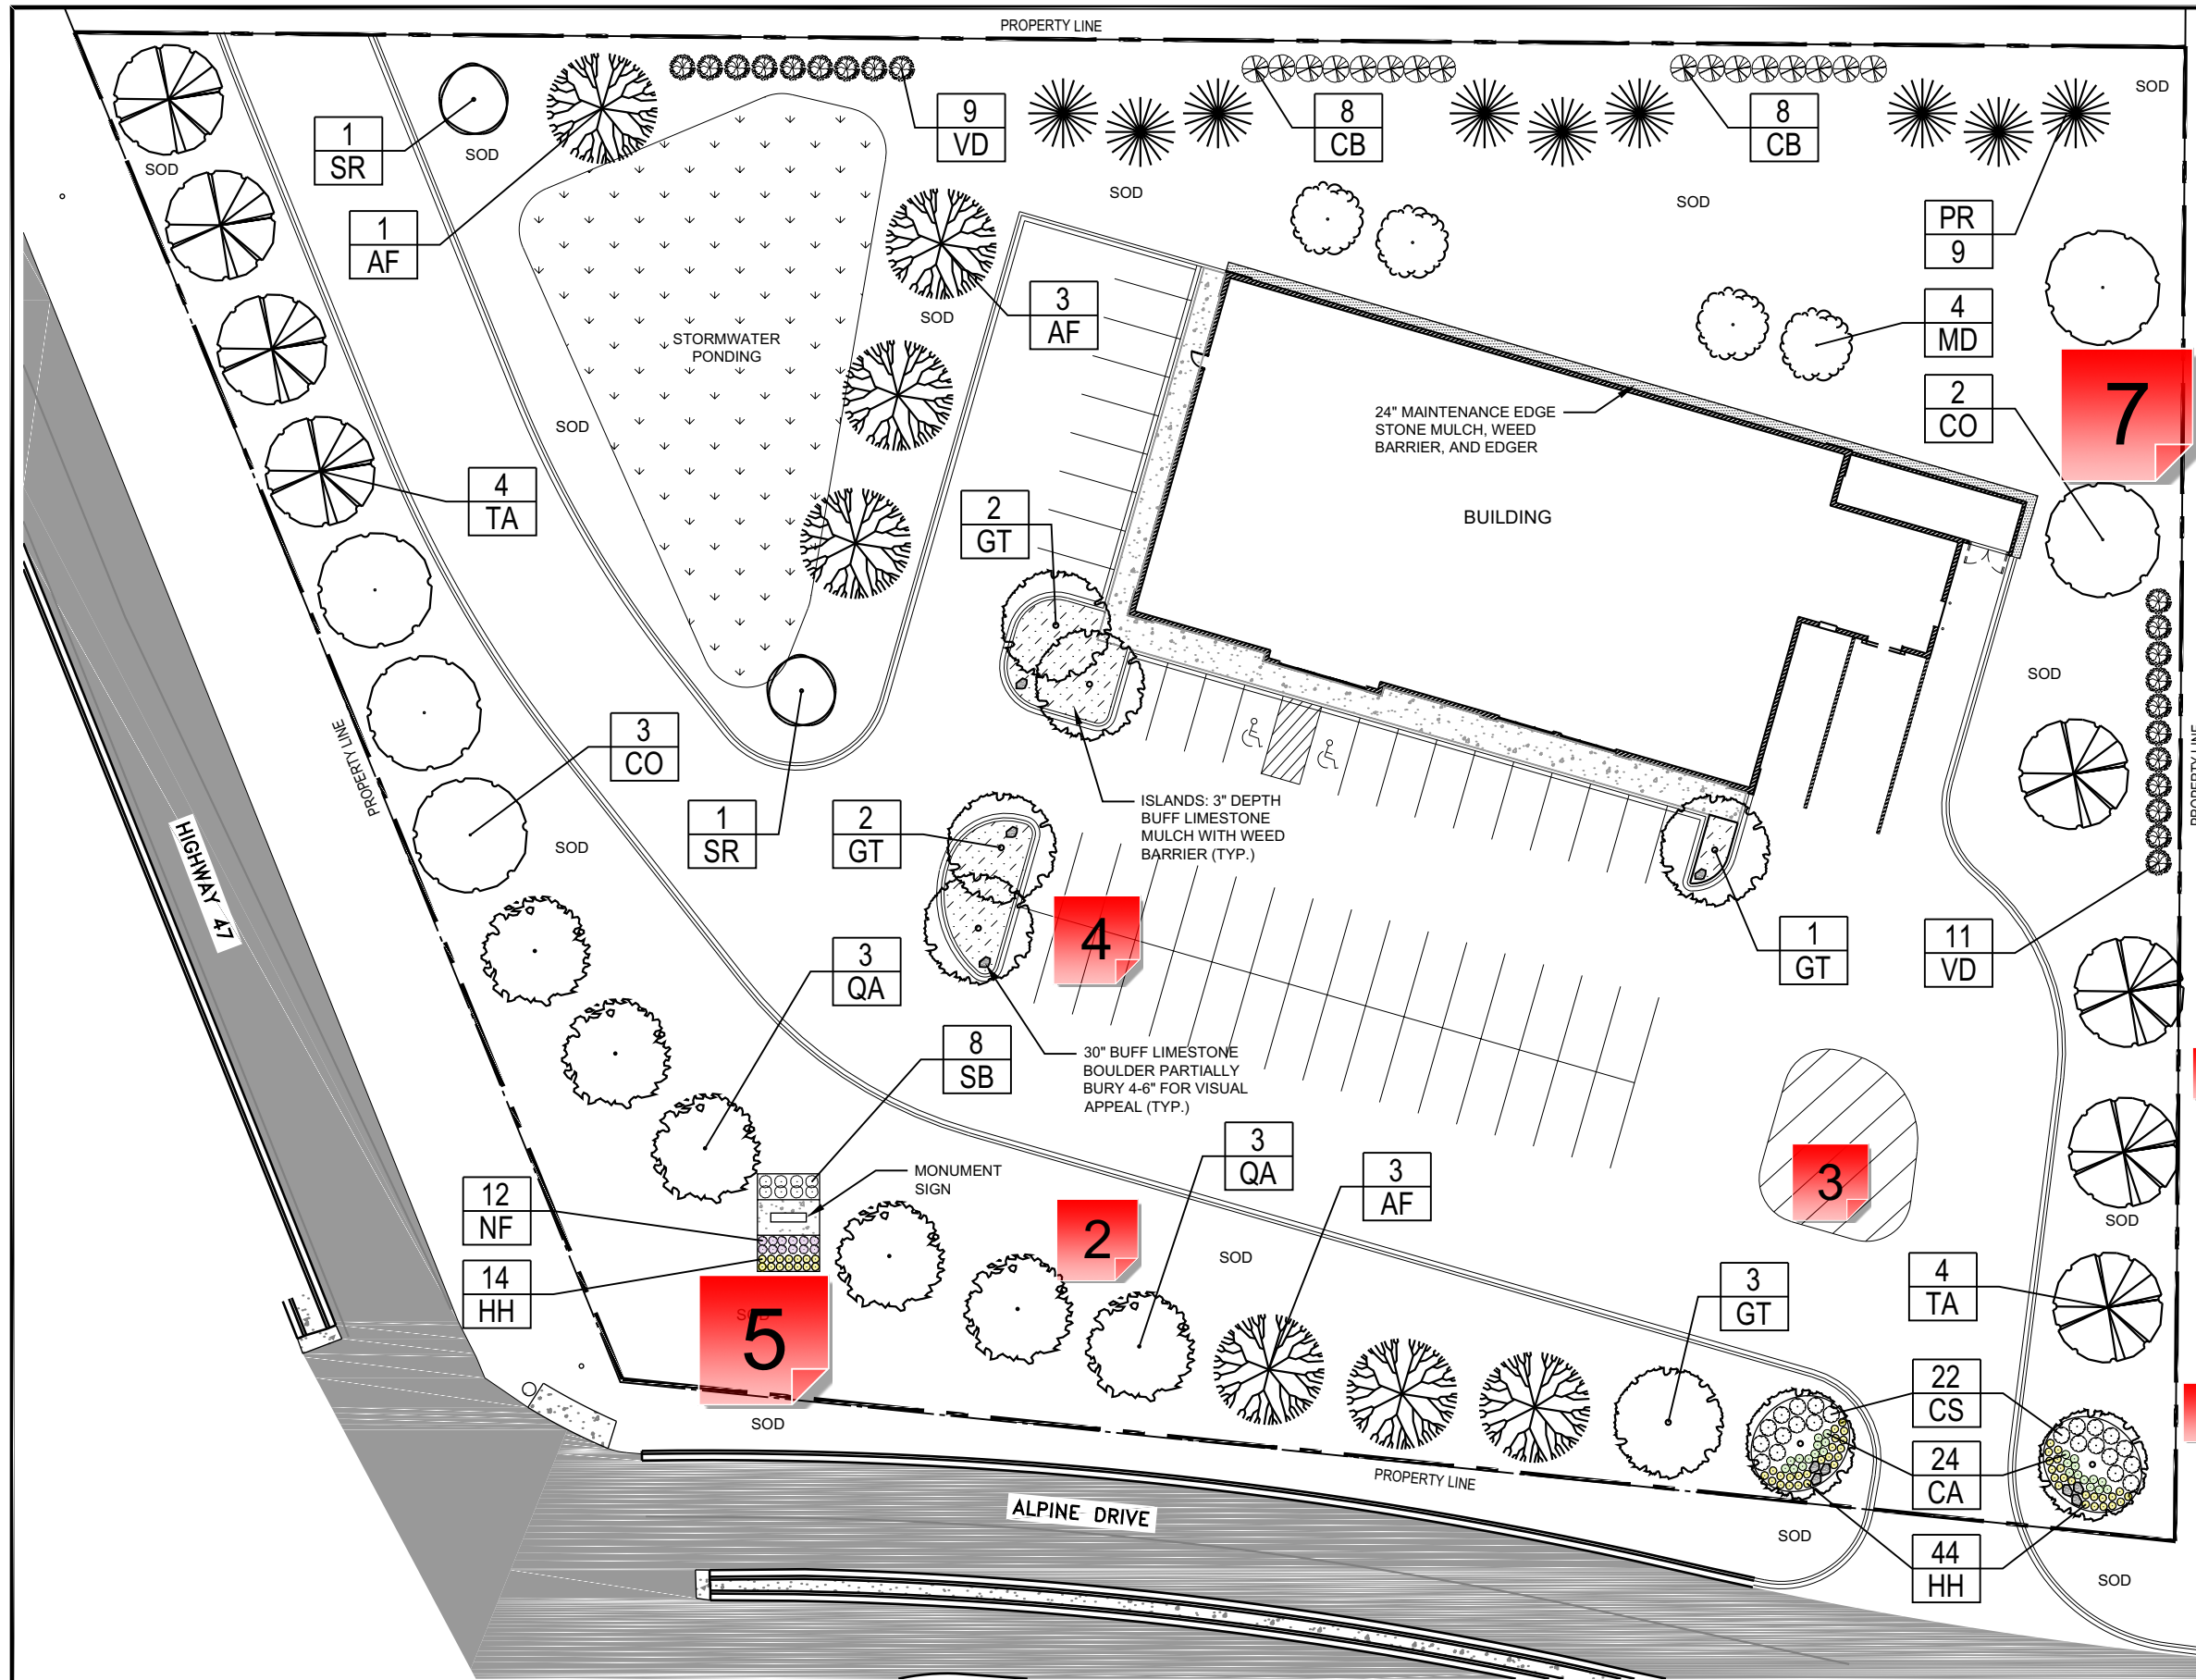 PROPERTY LINE
1
SR
1
AF
SOD
SOD
9
VD
8
CB
8
CB
SOD
SOD
SOD
PR
9
4
MD
2
CO
7
3
AF
SOD
STORMWATER
PONDING
SOD
24" MAINTENANCE EDGE
STONE MULCH, WEED
BARRIER, AND EDGER
BUILDING
4
TA
2
GT
SOD
PROPERTY LINE
PROPERTY LINE
3
CO
SOD
HIGHWAY 47
1
SR
2
GT
ISLANDS: 3" DEPTH
BUFF LIMESTONE
MULCH WITH WEED
BARRIER (TYP.)
4
1
GT
11
VD
3
QA
8
SB
30" BUFF LIMESTONE
BOULDER PARTIALLY
BURY 4-6" FOR VISUAL
APPEAL (TYP.)
3
QA
3
AF
MONUMENT
SIGN
12
NF
14
HH
2
SOD
3
SOD
SOD
5
3
GT
4
TA
22
CS
24
CA
44
HH
SOD
PROPERTY LINE
ALPINE DRIVE
SOD
SOD